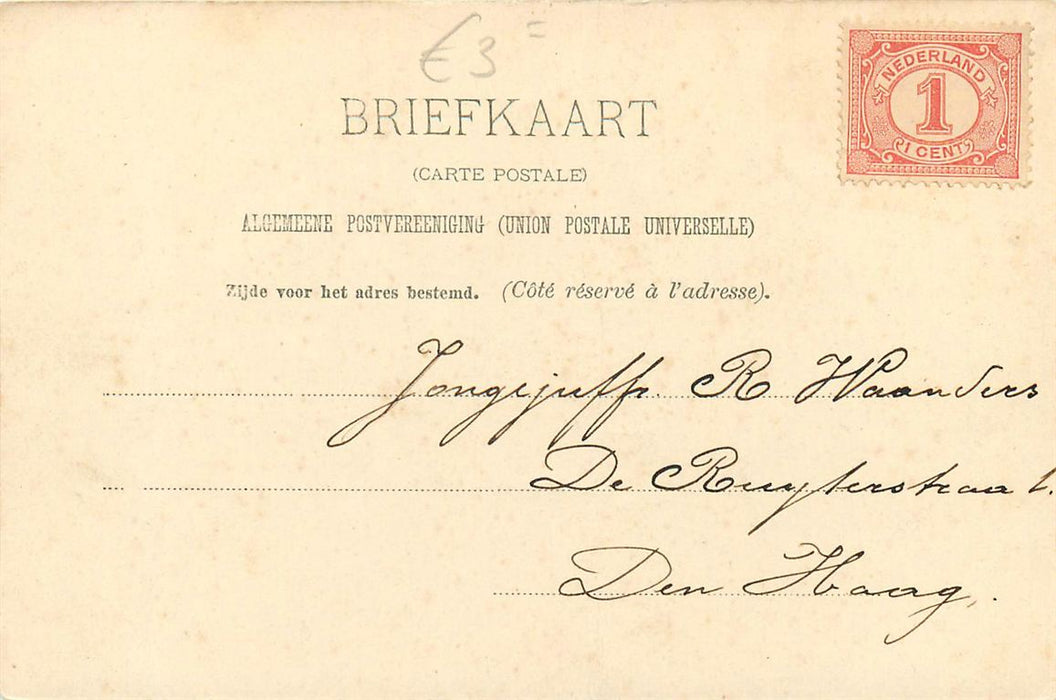 €3 =
BRIEFKAART
(CARTE POSTALE)
ALGEMEENE POSTVEREENIGING (UNION POSTALE UNIVERSELLE)
Zijde voor het adres bestemd. (Côté réservé à l'adresse).
NEDERLAND
1
1 CENT
Jongejuffr. R Waanders
De Ruyterstraat.
Den Haag.